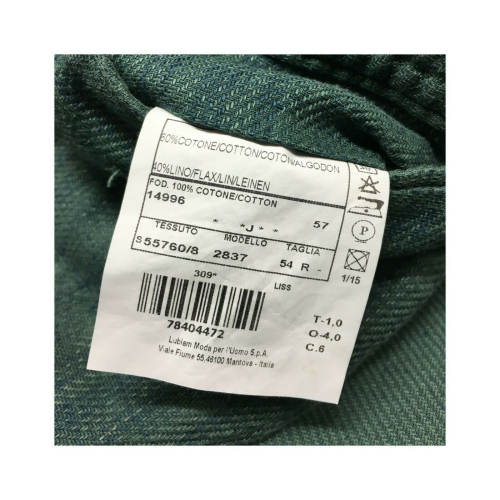 60%COTONE/COTTON/COTON/ALGODON
40%LINO/FLAX/LIN/LEINEN
FOD. 100% COTONE/COTTON
14996 57
* *J* *
TESSUTO MODELLO TAGLIA
S55760/8 2837 54 R -
309* LISS
78404472
T-1,0
O-4,0
C.6
Lubiam Moda per l'Uomo S.p.A.
Viale Fiume 55,46100 Mantova - Italia
P
1/15